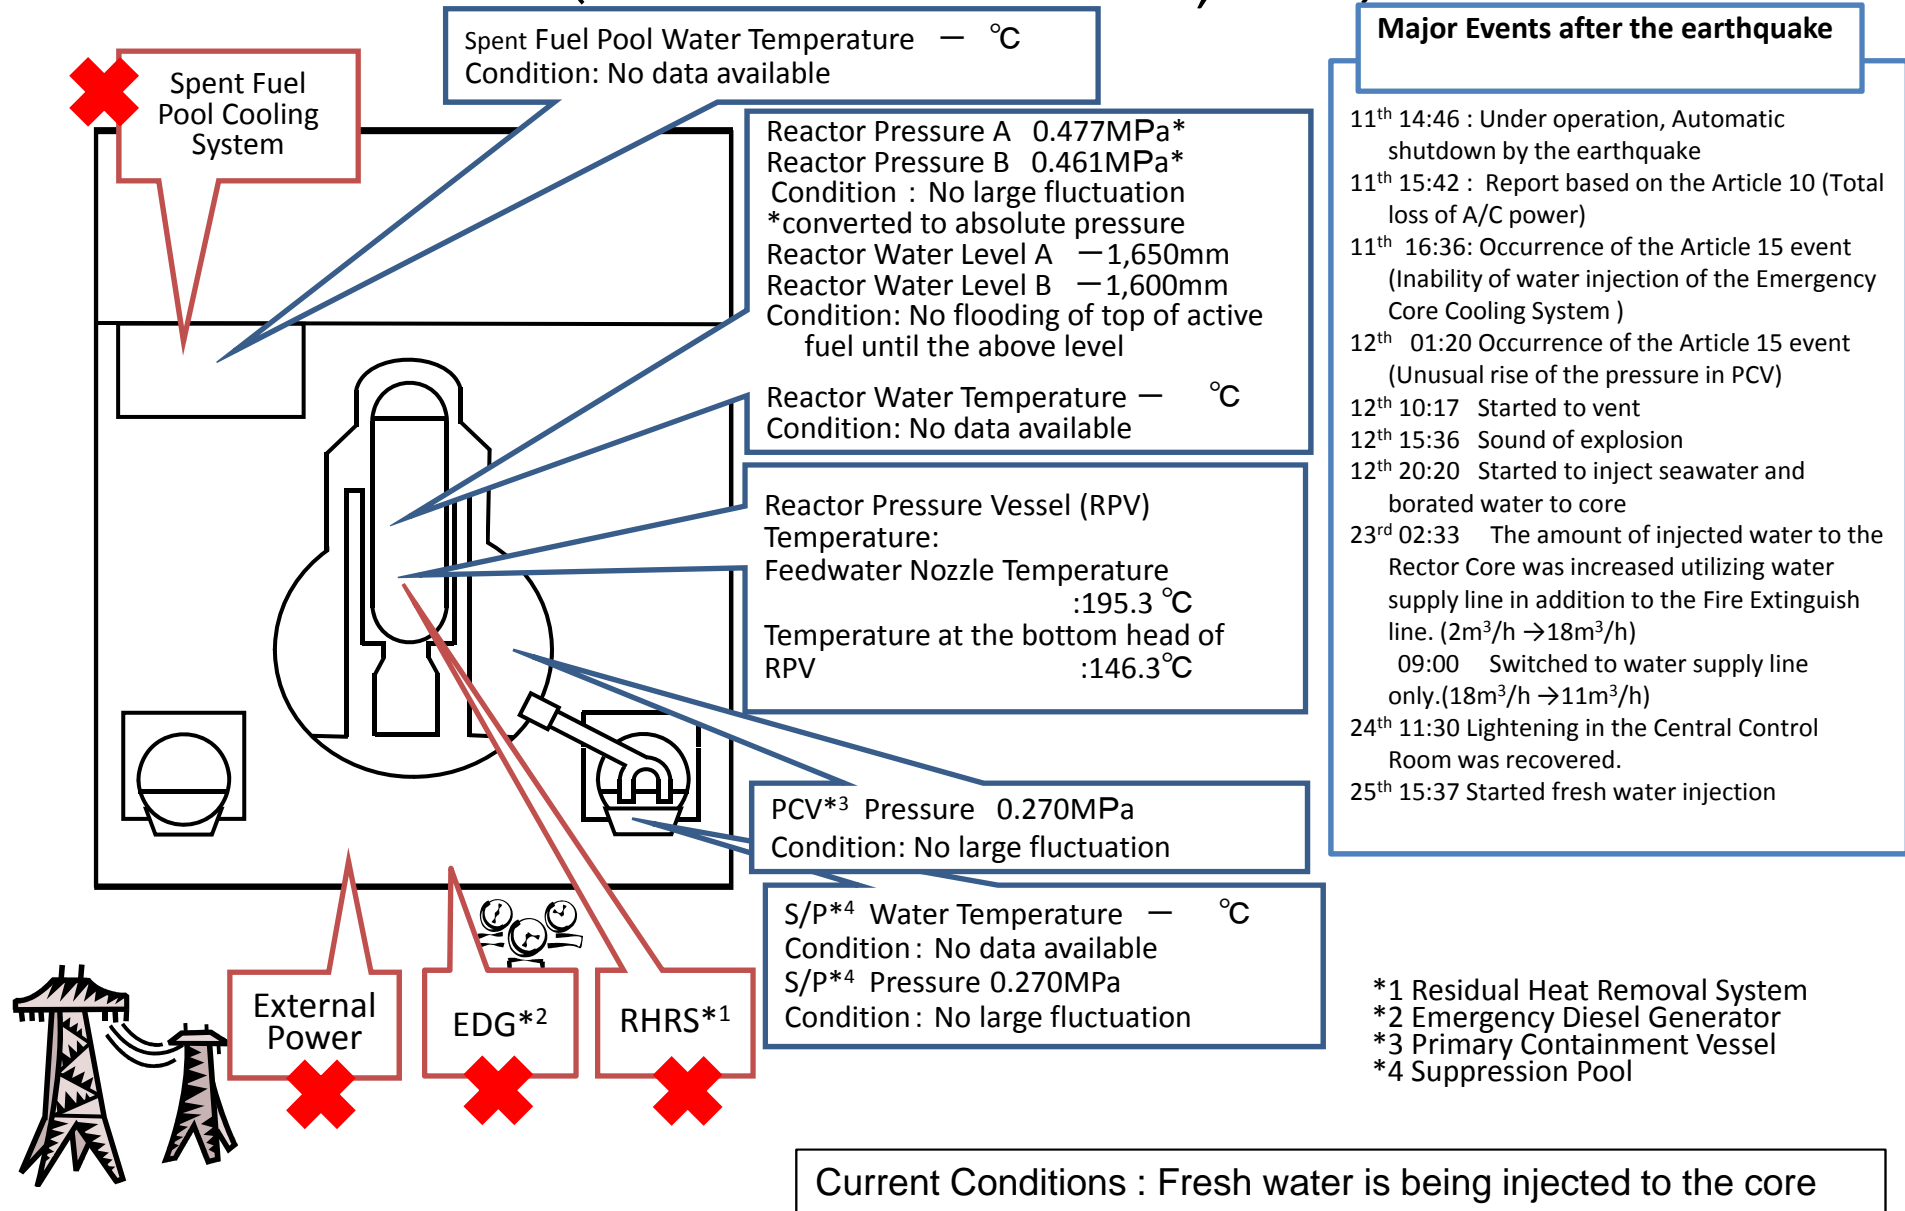 Spent Fuel Pool Water Temperature － ℃
Condition: No data available
Spent Fuel
Pool Cooling
System
Reactor Pressure A 0.477MPa*
Reactor Pressure B 0.461MPa*
Condition : No large fluctuation
*converted to absolute pressure
Reactor Water Level A －1,650mm
Reactor Water Level B －1,600mm
Condition: No flooding of top of active
fuel until the above level
Reactor Water Temperature － ℃
Condition: No data available
Reactor Pressure Vessel (RPV)
Temperature:
Feedwater Nozzle Temperature
:195.3 ℃
Temperature at the bottom head of
RPV :146.3℃
PCV*3 Pressure 0.270MPa
Condition: No large fluctuation
S/P*4 Water Temperature － ℃
Condition : No data available
S/P*4 Pressure 0.270MPa
Condition : No large fluctuation
External
Power
EDG*2
RHRS*1
Major Events after the earthquake
11th 14:46 : Under operation, Automatic
shutdown by the earthquake
11th 15:42 : Report based on the Article 10 (Total
loss of A/C power)
11th 16:36: Occurrence of the Article 15 event
(Inability of water injection of the Emergency
Core Cooling System )
12th 01:20 Occurrence of the Article 15 event
(Unusual rise of the pressure in PCV)
12th 10:17 Started to vent
12th 15:36 Sound of explosion
12th 20:20 Started to inject seawater and
borated water to core
23rd 02:33 The amount of injected water to the
Rector Core was increased utilizing water
supply line in addition to the Fire Extinguish
line. (2m3/h →18m3/h)
09:00 Switched to water supply line
only.(18m3/h →11m3/h)
24th 11:30 Lightening in the Central Control
Room was recovered.
25th 15:37 Started fresh water injection
*1 Residual Heat Removal System
*2 Emergency Diesel Generator
*3 Primary Containment Vessel
*4 Suppression Pool
Current Conditions : Fresh water is being injected to the core